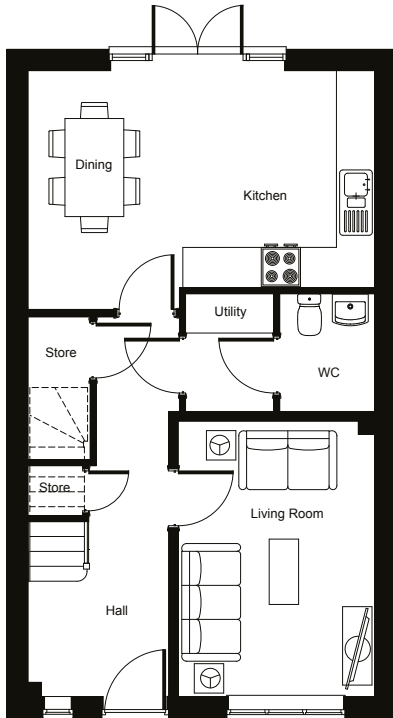 Dining
Kitchen
Utility
Store
WC
Store
Living Room
Hall